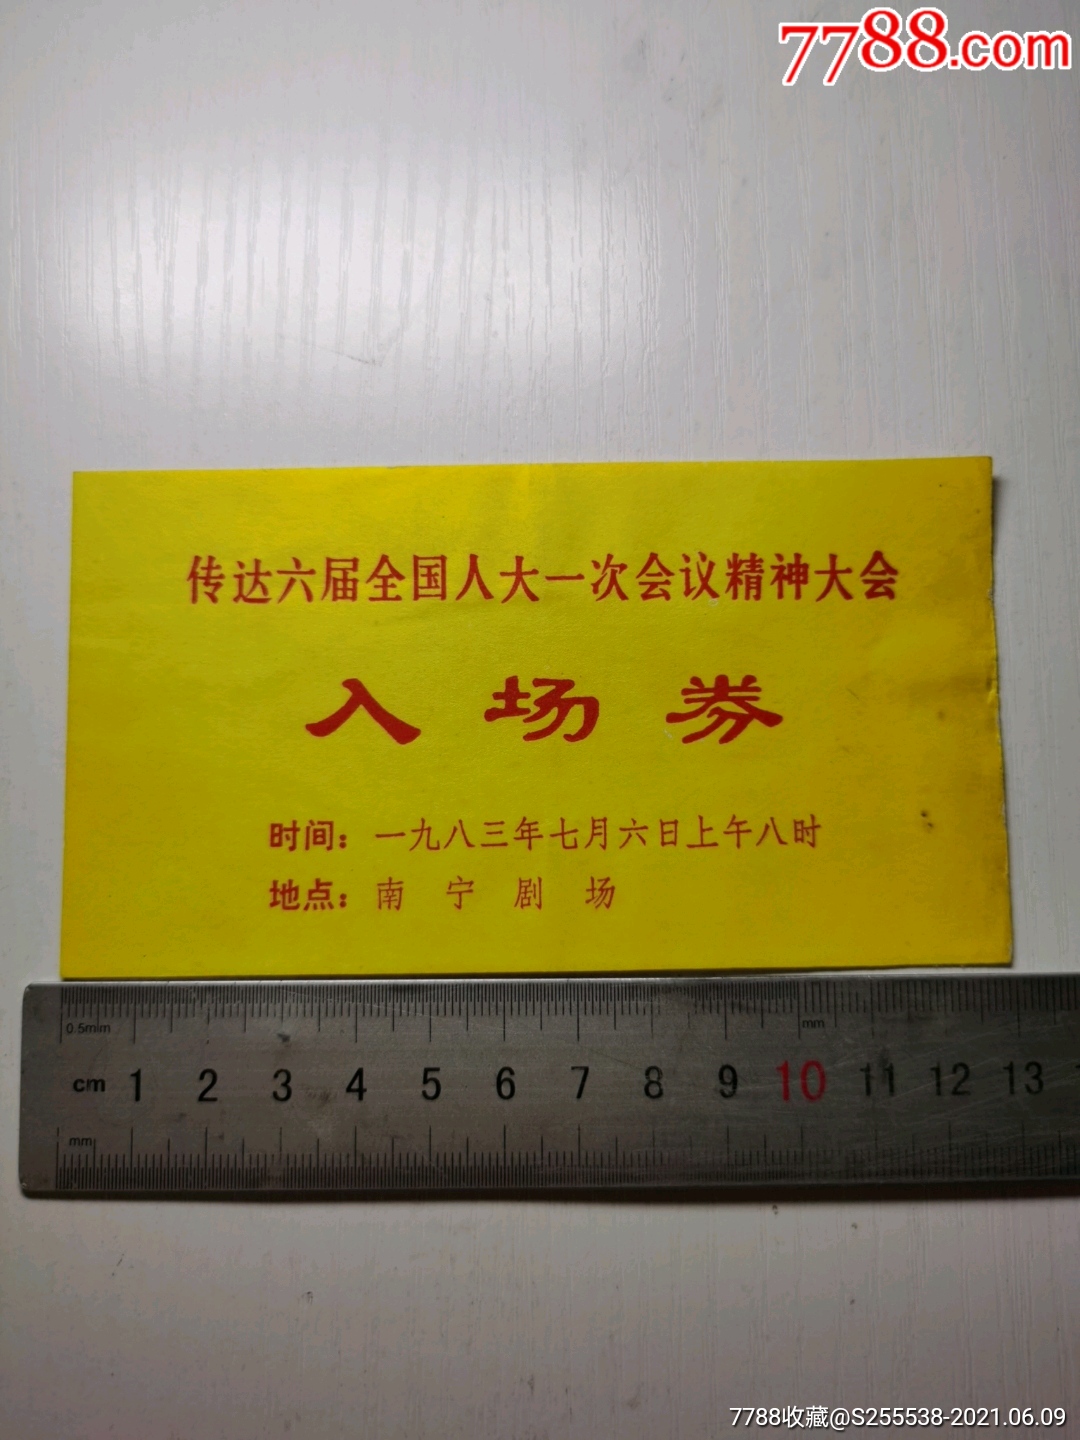 7788.com
传达六届全国人大一次会议精神大会
入场券
时间：一九八三年七月六日上午八时
地点：南宁剧场
0.5mm
mm
cm 1 2 3 4 5 6 7 8 9 10 11 12 13
mm
7788收藏@S255538-2021.06.09